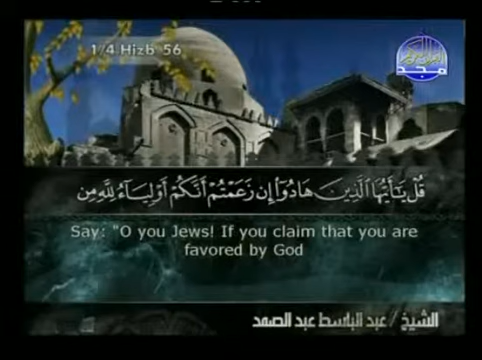 1/4 Hizb 56
مجد
قُلْ يَٰٓأَيُّهَا ٱلَّذِينَ هَادُوٓا۟ إِن زَعَمْتُمْ أَنَّكُمْ أَوْلِيَآءُ لِلَّهِ مِن
Say: "O you Jews! If you claim that you are
favored by God
الشيخ / عبد الباسط عبد الصمد